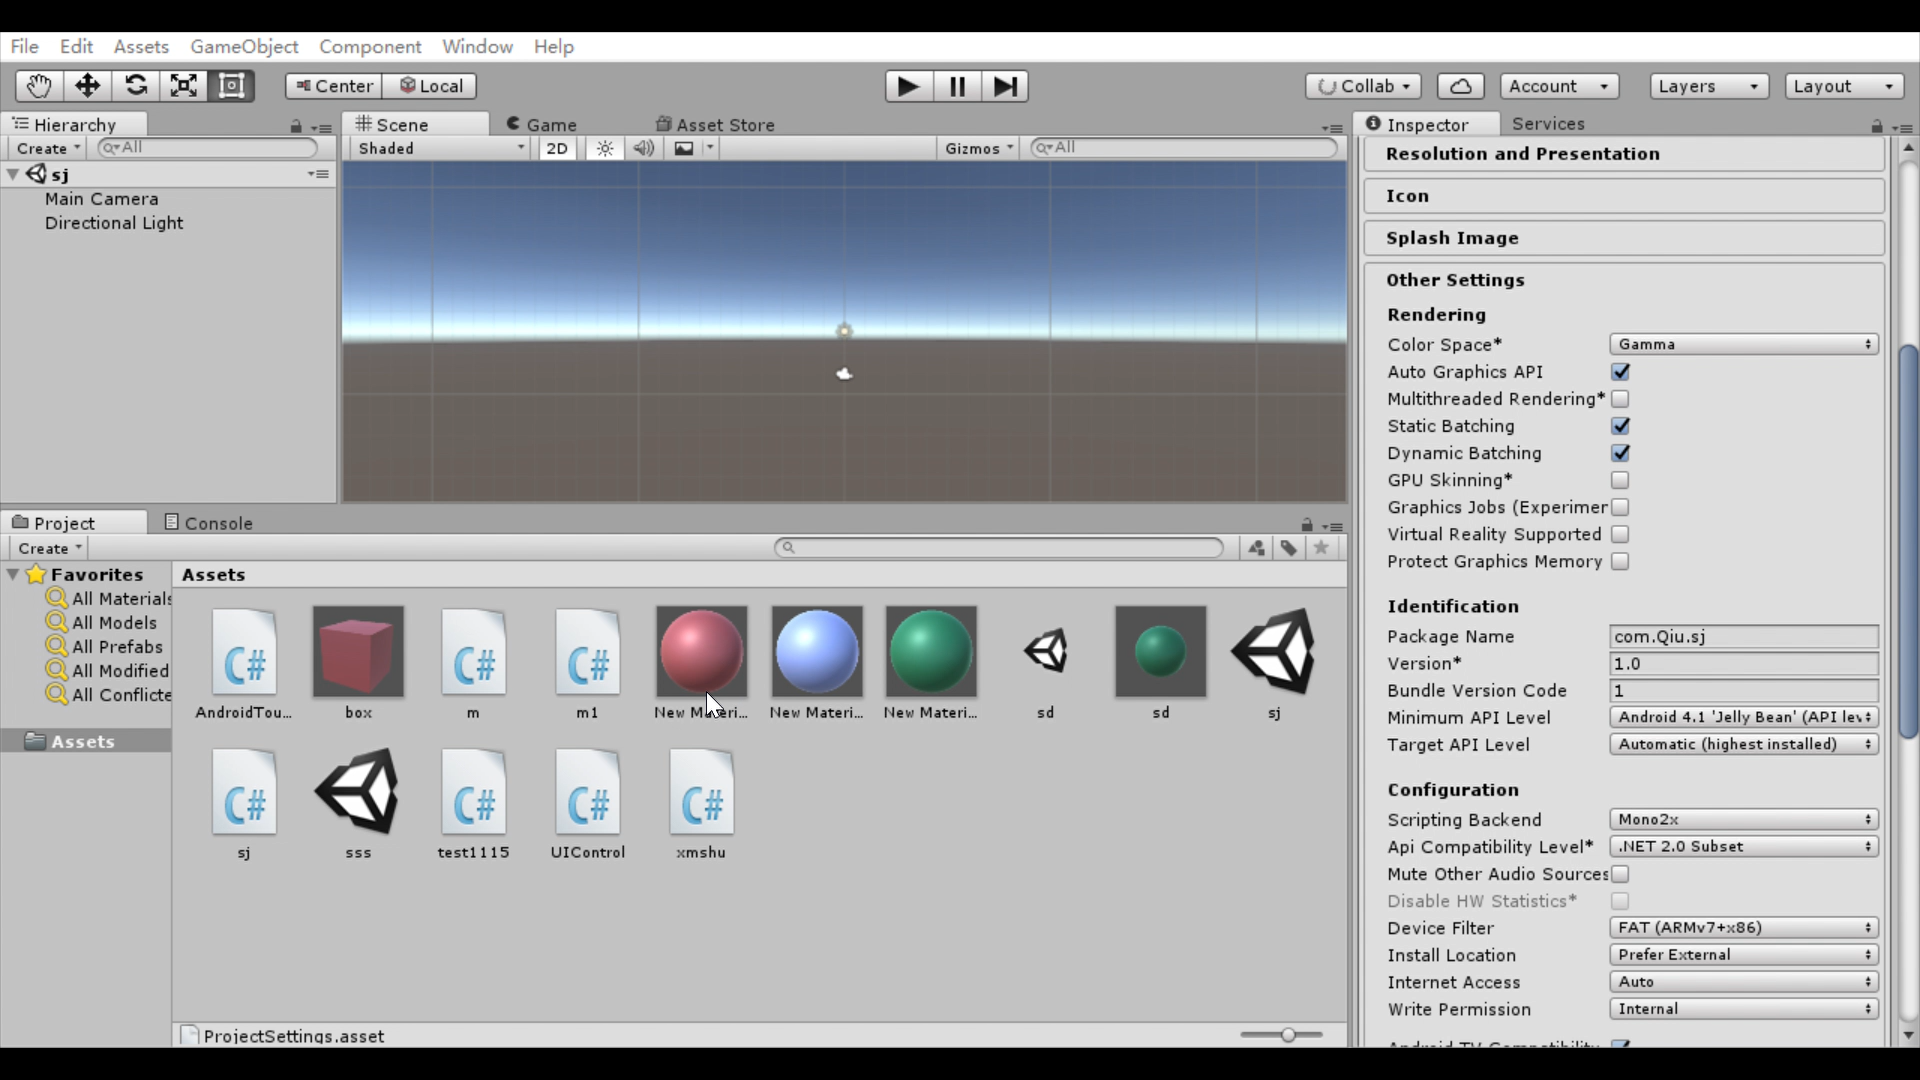 File Edit Assets GameObject Component Window Help
Center Local Collab Account Layers Layout
Hierarchy
Create All
sj
Main Camera
Directional Light
Scene Game Asset Store
Shaded 2D Gizmos All
Inspector Services
Resolution and Presentation
Icon
Splash Image
Other Settings
Rendering
Color Space* Gamma
Auto Graphics API
Multithreaded Rendering*
Static Batching
Dynamic Batching
GPU Skinning*
Graphics Jobs (Experimer
Virtual Reality Supported
Protect Graphics Memory
Identification
Package Name com.Qiu.sj
Version* 1.0
Bundle Version Code 1
Minimum API Level Android 4.1 'Jelly Bean' (API lev
Target API Level Automatic (highest installed)
Configuration
Scripting Backend Mono2x
Api Compatibility Level* .NET 2.0 Subset
Mute Other Audio Sources
Disable HW Statistics*
Device Filter FAT (ARMv7+x86)
Install Location Prefer External
Internet Access Auto
Write Permission Internal
Android TV Compatibility
Project Console
Create
Favorites
All Materials
All Models
All Prefabs
All Modified
All Conflicte
Assets
Assets
C# C# C#
AndroidTou... box m m1 New Materi... New Materi... New Materi... sd sd sj
C# C# C# C#
sj sss test1115 UIControl xmshu
ProjectSettings.asset